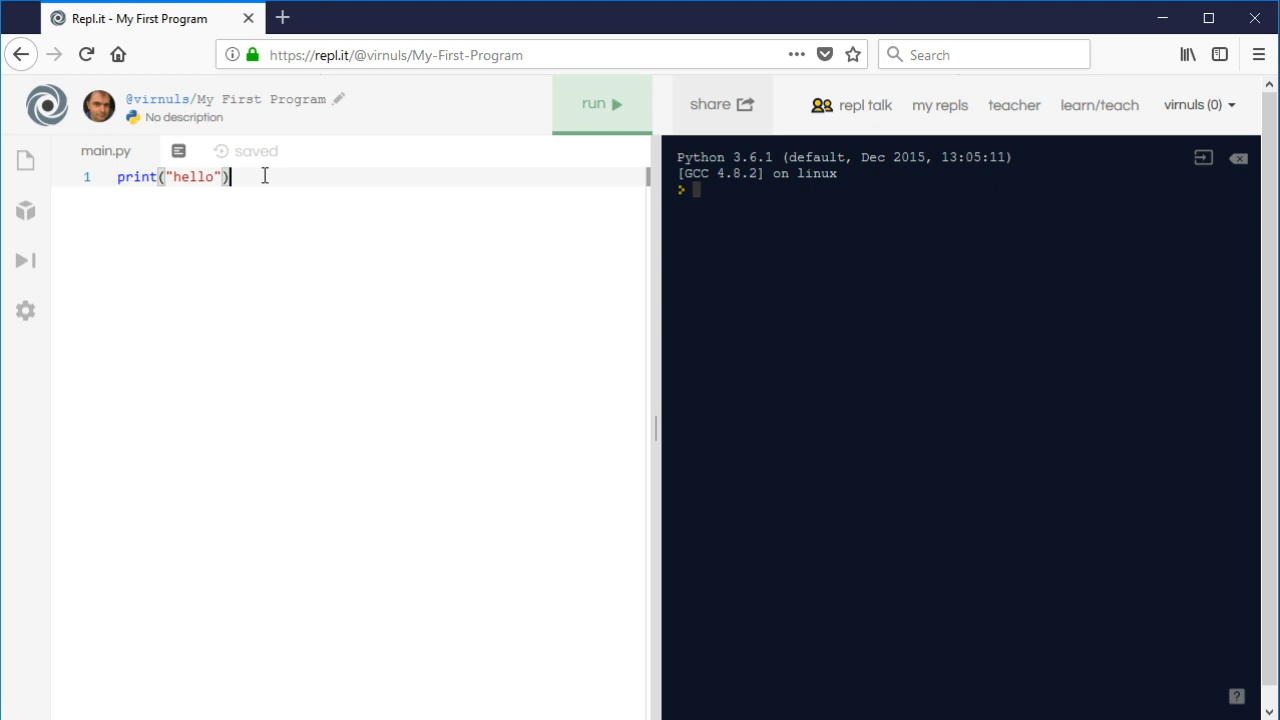 Repl.it - My First Program
https://repl.it/@virnuls/My-First-Program
Search
@virnuls/My First Program
No description
run
share
repl talk
my repls
teacher
learn/teach
virnuls (0)
main.py
saved
1 print("hello")
Python 3.6.1 (default, Dec 2015, 13:05:11)
[GCC 4.8.2] on linux
?